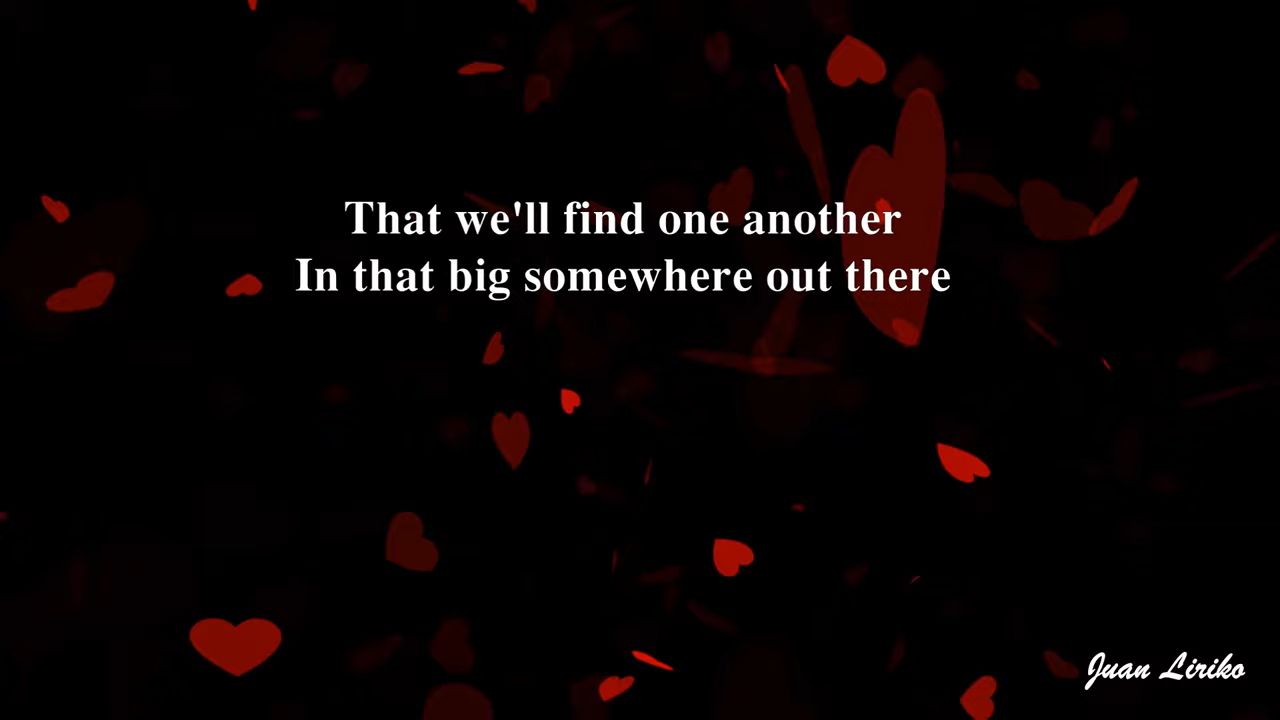 That we'll find one another
In that big somewhere out there
Juan Liriko